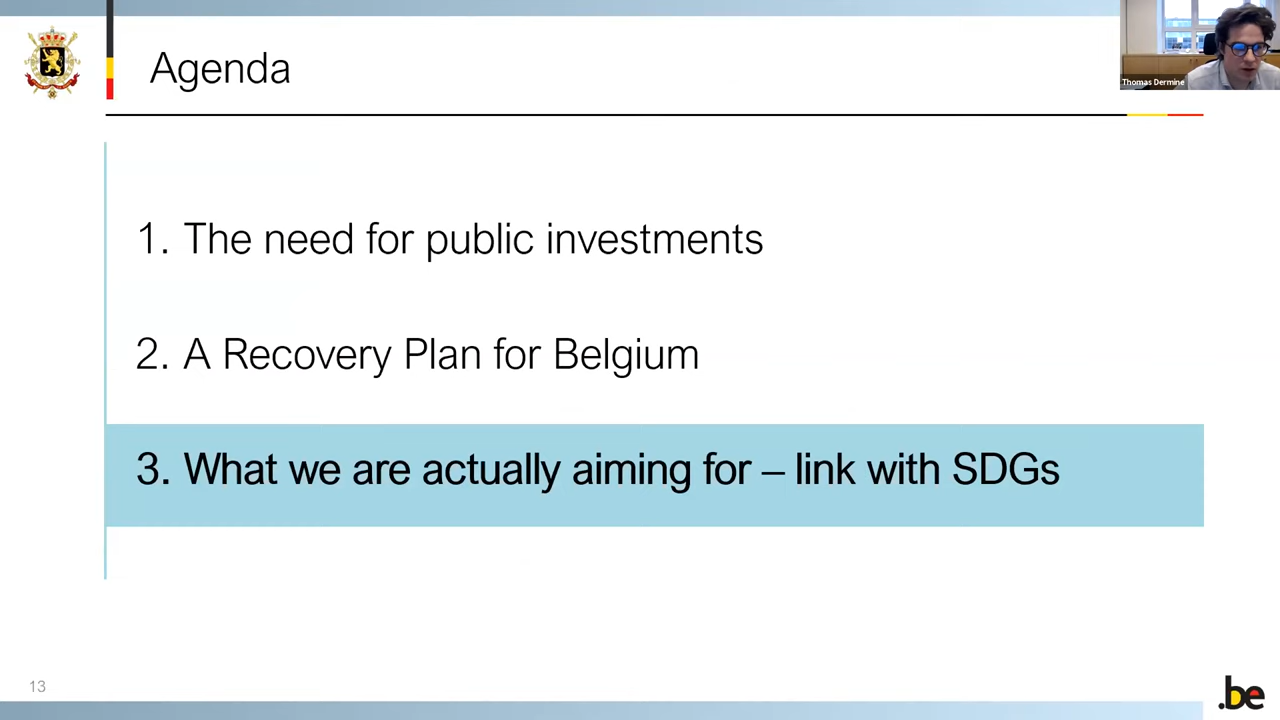 Agenda
Thomas Dermine
1. The need for public investments
2. A Recovery Plan for Belgium
3. What we are actually aiming for – link with SDGs
13
.be